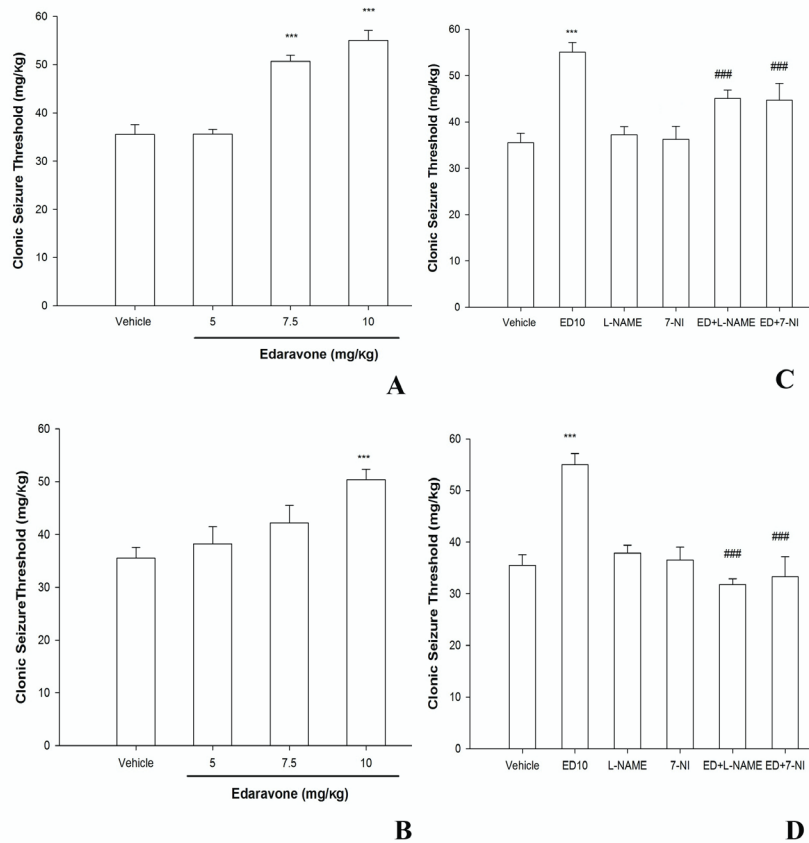 Clonic Seizure Threshold (mg/Kg)
60
50
40
30
20
10
0
***
***
Vehicle
5
7.5
10
Edaravone (mg/Kg)
A
Clonic Seizure Threshold (mg/Kg)
60
50
40
30
20
10
0
***
###
###
Vehicle
ED10
L-NAME
7-NI
ED+L-NAME
ED+7-NI
C
Clonic SeizureThreshold (mg/Kg)
60
50
40
30
20
10
0
***
Vehicle
5
7.5
10
Edaravone (mg/Kg)
B
Clonic Seizure Threshold (mg/Kg)
60
50
40
30
20
10
0
***
###
###
Vehicle
ED10
L-NAME
7-NI
ED+L-NAME
ED+7-NI
D